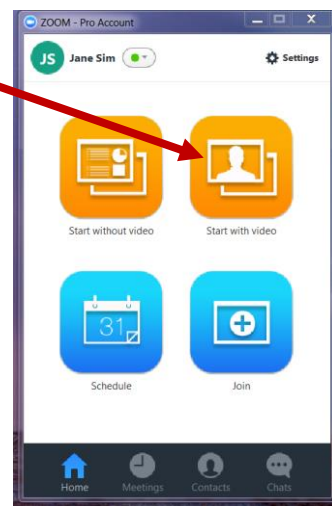 ZOOM - Pro Account
JS Jane Sim Settings
Start without video Start with video
31
Schedule Join
Home Meetings Contacts Chats